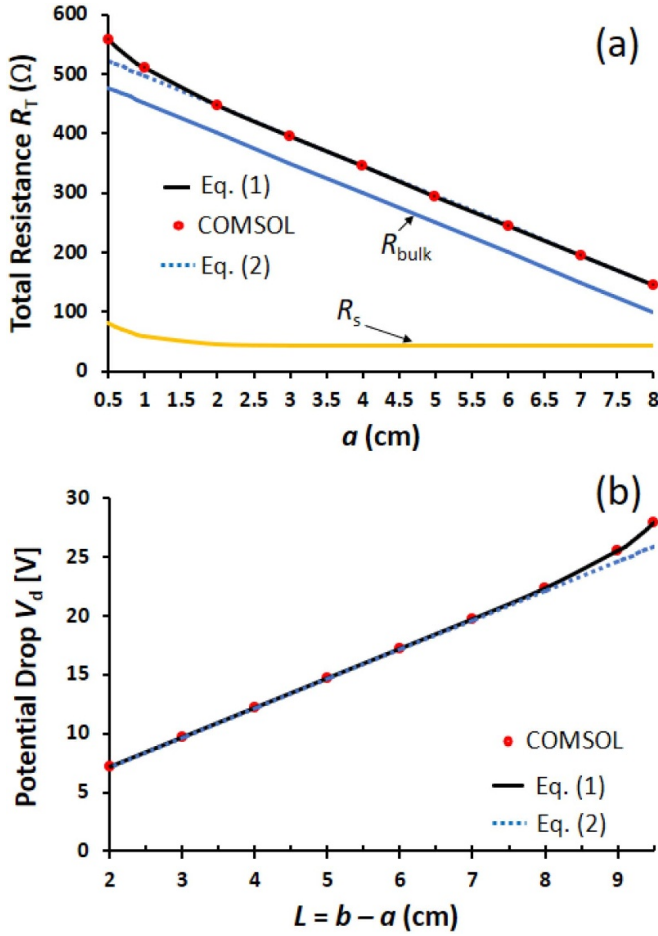 (a)
Total Resistance R_T (Ω)
600
500
400
300
200
100
0
Eq. (1)
COMSOL
Eq. (2)
R_bulk
R_s
0.5 1 1.5 2 2.5 3 3.5 4 4.5 5 5.5 6 6.5 7 7.5 8
a (cm)
(b)
Potential Drop V_d [V]
30
25
20
15
10
5
0
COMSOL
Eq. (1)
Eq. (2)
2 3 4 5 6 7 8 9
L = b – a (cm)